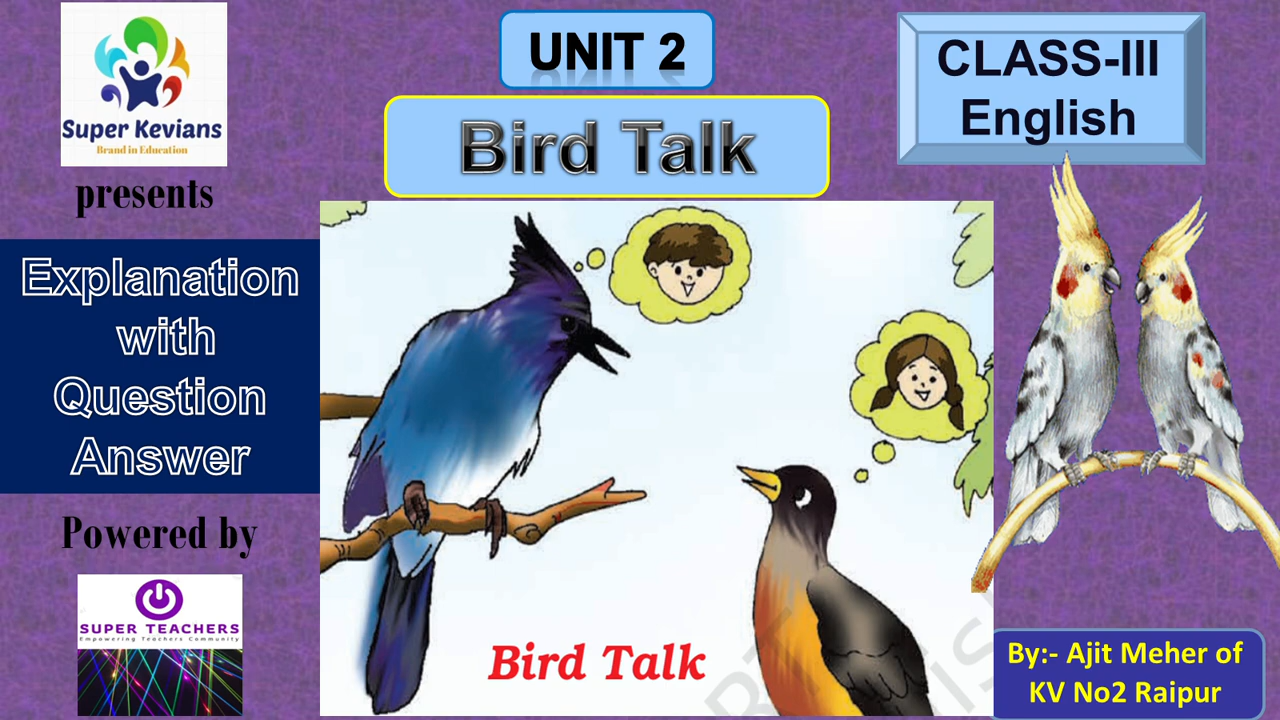 Super Kevians
Brand in Education
presents
Explanation
with
Question
Answer
Powered by
SUPER TEACHERS
Empowering Teachers Community
UNIT 2
Bird Talk
Bird Talk
CLASS-III
English
By:- Ajit Meher of
KV No2 Raipur